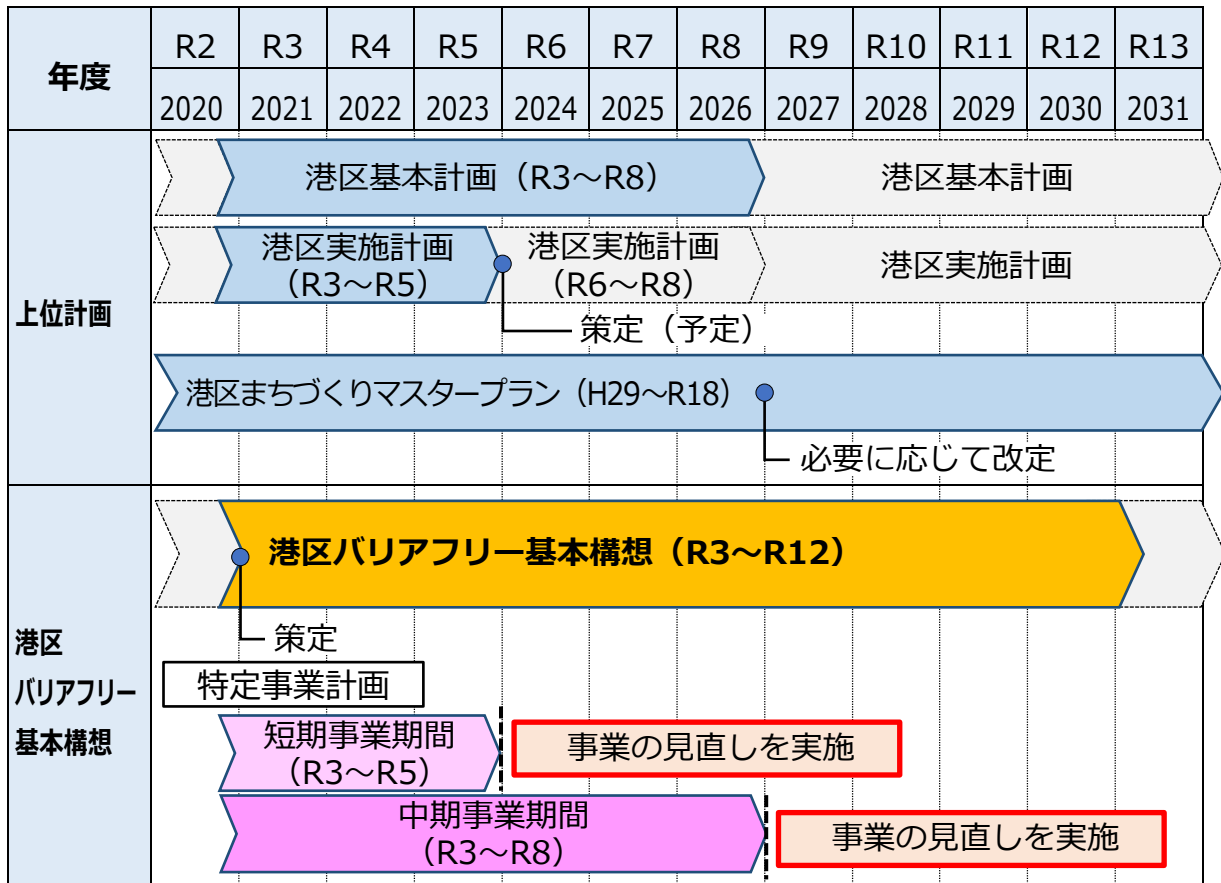 年度
R2 R3 R4 R5 R6 R7 R8 R9 R10 R11 R12 R13
2020 2021 2022 2023 2024 2025 2026 2027 2028 2029 2030 2031
上位計画
港区基本計画（R3～R8）
港区基本計画
港区実施計画
（R3～R5）
港区実施計画
（R6～R8）
港区実施計画
策定（予定）
港区まちづくりマスタープラン（H29～R18）
必要に応じて改定
港区
バリアフリー
基本構想
港区バリアフリー基本構想（R3～R12）
策定
特定事業計画
短期事業期間
（R3～R5）
事業の見直しを実施
中期事業期間
（R3～R8）
事業の見直しを実施